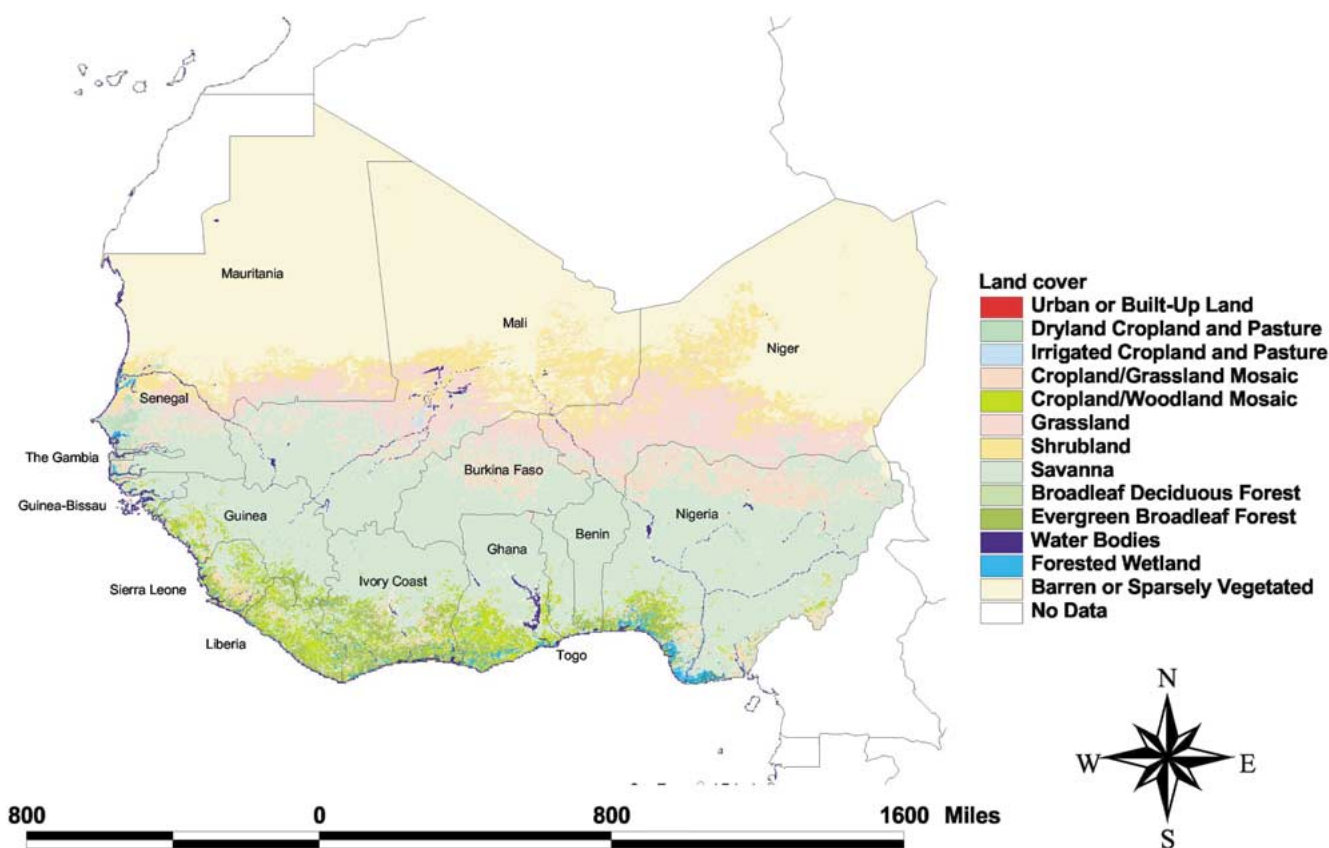 Mauritania
Mali
Niger
Senegal
The Gambia
Burkina Faso
Guinea-Bissau
Guinea
Nigeria
Benin
Ghana
Ivory Coast
Sierra Leone
Liberia
Togo
Land cover
Urban or Built-Up Land
Dryland Cropland and Pasture
Irrigated Cropland and Pasture
Cropland/Grassland Mosaic
Cropland/Woodland Mosaic
Grassland
Shrubland
Savanna
Broadleaf Deciduous Forest
Evergreen Broadleaf Forest
Water Bodies
Forested Wetland
Barren or Sparsely Vegetated
No Data
N
W E
S
800 0 800 1600 Miles